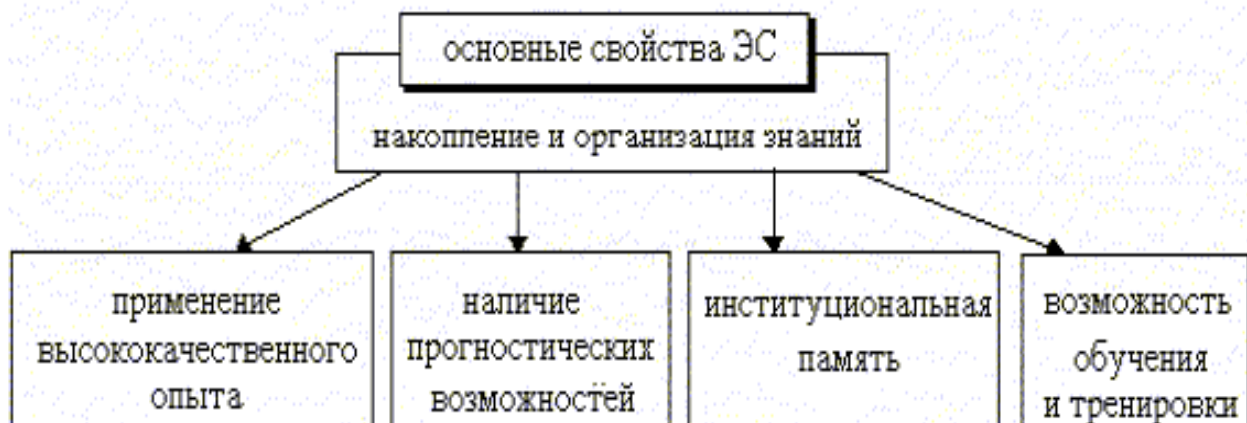 основные свойства ЭС
накопление и организация знаний
применение
высококачественного
опыта
наличие
прогностических
возможностей
институциональная
память
возможность
обучения
и тренировки